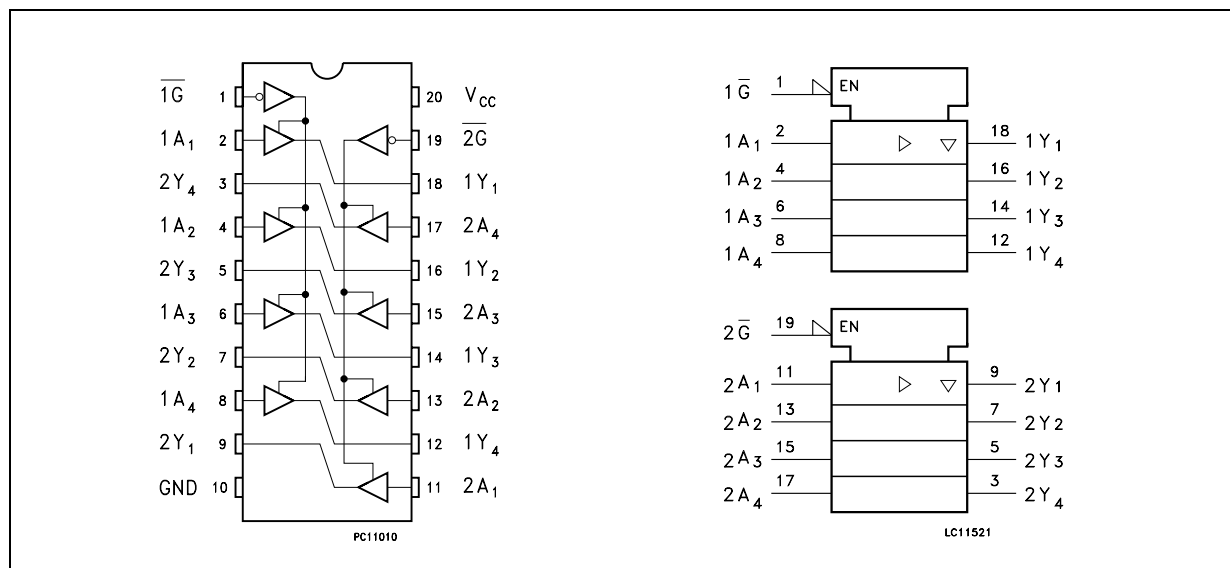 1G̅ 1 20 V_CC
1A₁ 2 19 2G̅
2Y₄ 3 18 1Y₁
1A₂ 4 17 2A₄
2Y₃ 5 16 1Y₂
1A₃ 6 15 2A₃
2Y₂ 7 14 1Y₃
1A₄ 8 13 2A₂
2Y₁ 9 12 1Y₄
GND 10 11 2A₁
PC11010
1G̅ 1 EN
1A₁ 2 18 1Y₁
1A₂ 4 16 1Y₂
1A₃ 6 14 1Y₃
1A₄ 8 12 1Y₄
2G̅ 19 EN
2A₁ 11 9 2Y₁
2A₂ 13 7 2Y₂
2A₃ 15 5 2Y₃
2A₄ 17 3 2Y₄
LC11521